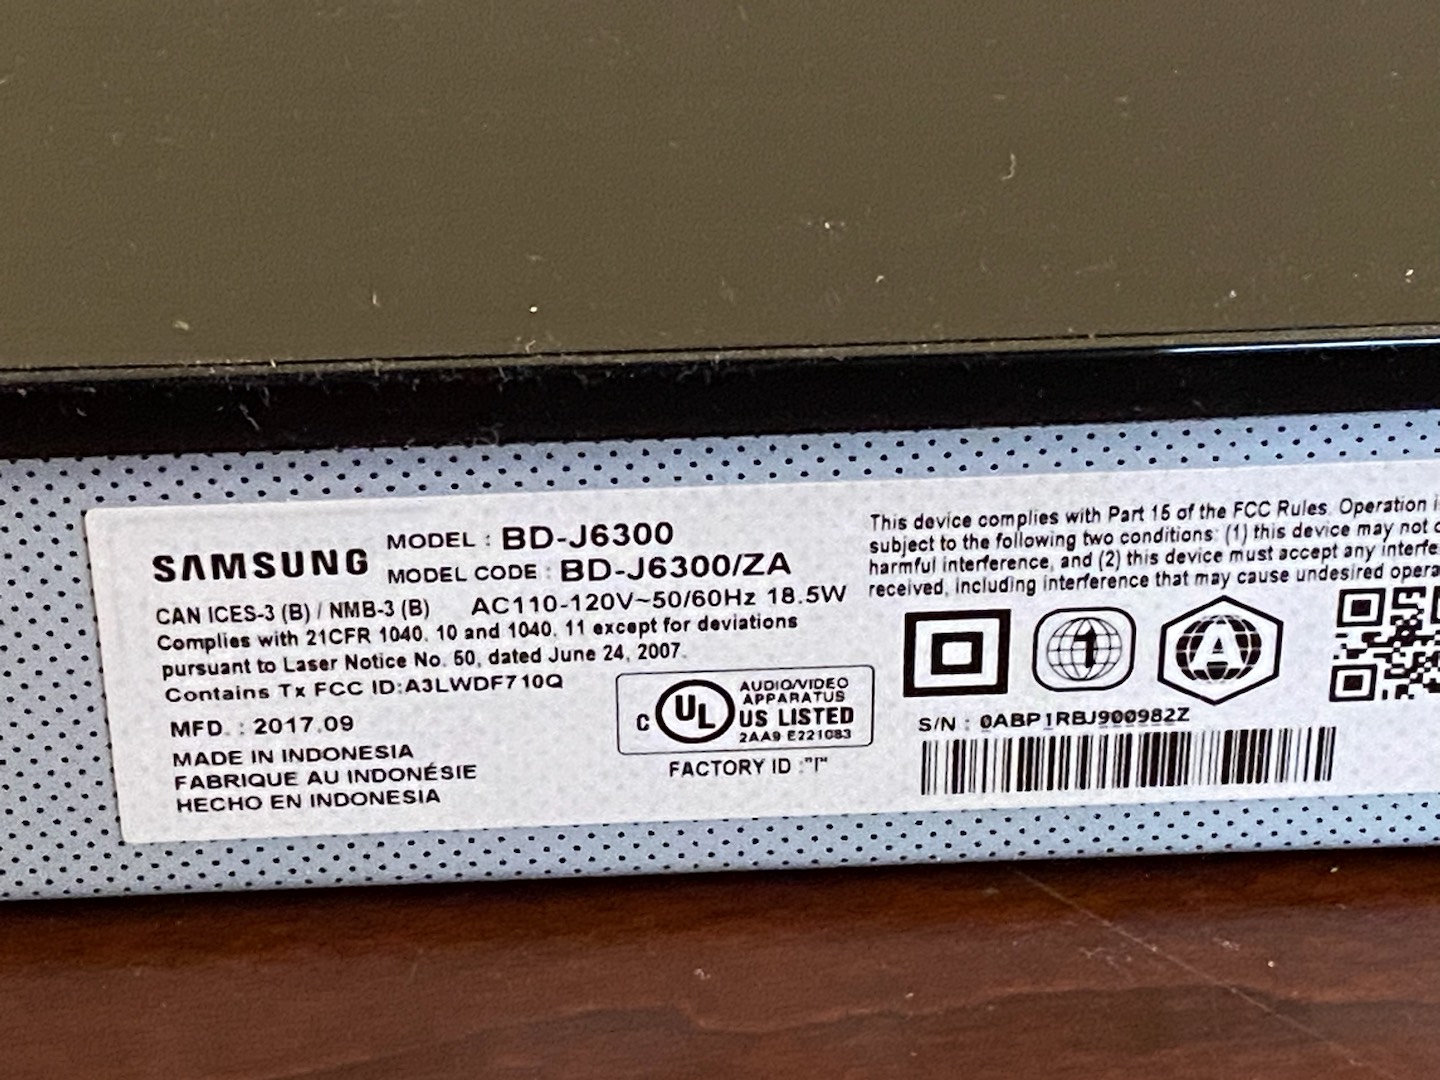 SAMSUNG
MODEL : BD-J6300
MODEL CODE : BD-J6300/ZA
CAN ICES-3 (B) / NMB-3 (B) AC110-120V~50/60Hz 18.5W
Complies with 21CFR 1040. 10 and 1040. 11 except for deviations
pursuant to Laser Notice No. 50, dated June 24, 2007.
Contains Tx FCC ID:A3LWDF710Q
MFD. : 2017.09
MADE IN INDONESIA
FABRIQUE AU INDONÉSIE
HECHO EN INDONESIA
C UL US LISTED
AUDIO/VIDEO
APPARATUS
2AA9 E221083
FACTORY ID :"I"
This device complies with Part 15 of the FCC Rules. Operation
subject to the following two conditions: (1) this device may not
harmful interference, and (2) this device must accept any
received, including interference that may cause undesired
1
A
S/N : 0ABP1RBJ900982Z